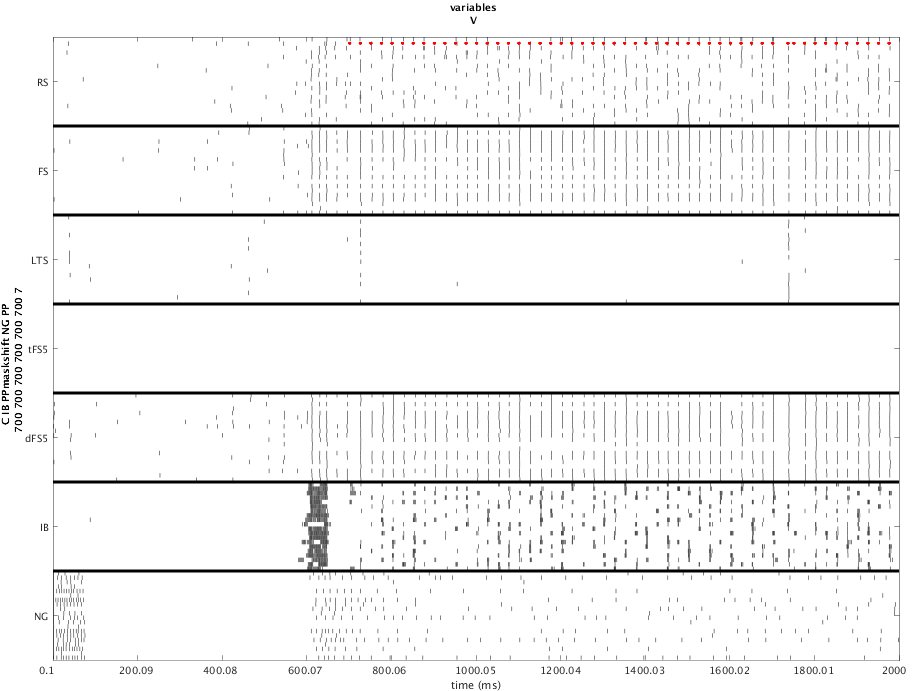 variables
V
C IB PPmaskshift NG PP
700 700 700 700 700 700 7
RS
FS
LTS
tFS5
dFS5
IB
NG
0.1 200.09 400.08 600.07 800.06 1000.05 1200.04 1400.03 1600.02 1800.01 2000
time (ms)